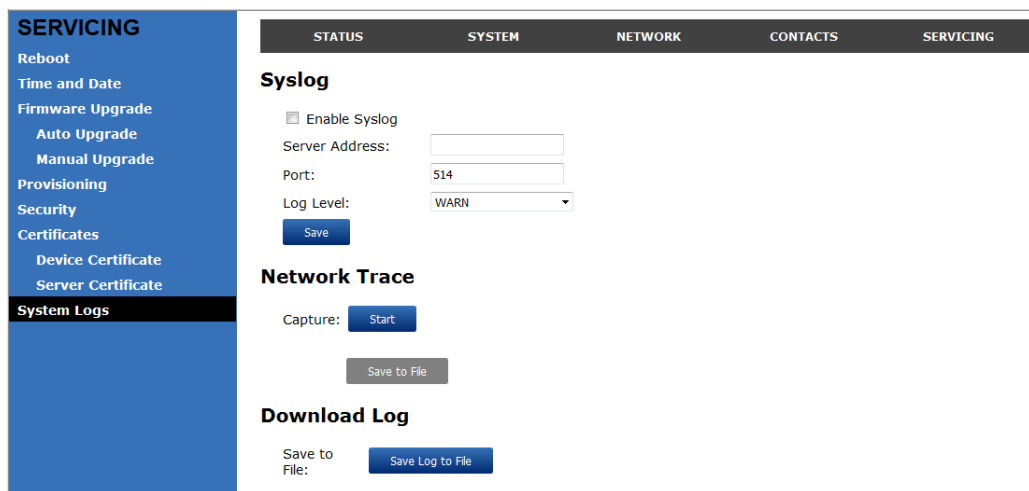 SERVICING
Reboot
Time and Date
Firmware Upgrade
Auto Upgrade
Manual Upgrade
Provisioning
Security
Certificates
Device Certificate
Server Certificate
System Logs
STATUS SYSTEM NETWORK CONTACTS SERVICING
Syslog
Enable Syslog
Server Address:
Port: 514
Log Level: WARN
Save
Network Trace
Capture: Start
Save to File
Download Log
Save to
File:
Save Log to File